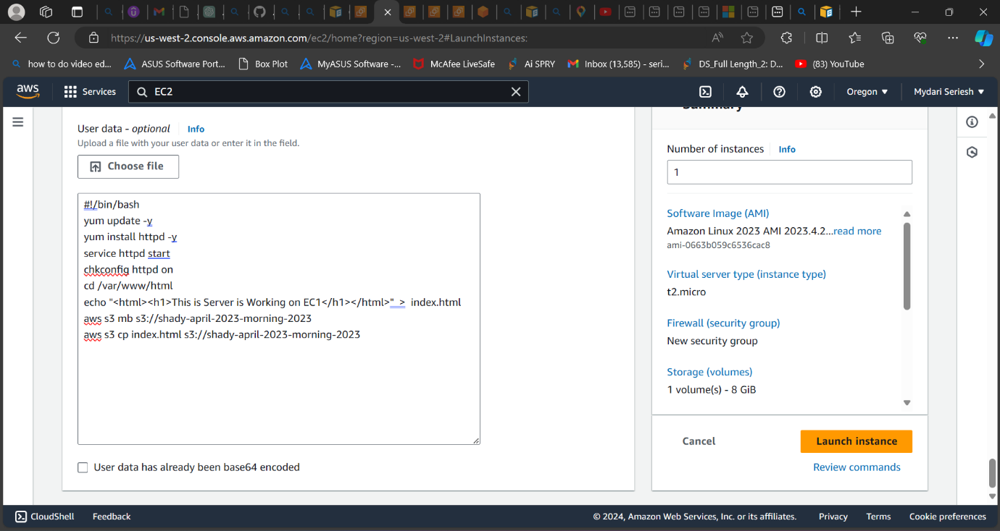 https://us-west-2.console.aws.amazon.com/ec2/home?region=us-west-2#LaunchInstances:
how to do video ed...
ASUS Software Port...
Box Plot
MyASUS Software -...
McAfee LiveSafe
Ai SPRY
Inbox (13,585) - seri...
DS_Full Length_2: D...
(83) YouTube
aws
Services
EC2
Oregon
Mydari Seriesh
User data - optional Info
Upload a file with your user data or enter it in the field.
Choose file
#!/bin/bash
yum update -y
yum install httpd -y
service httpd start
chkconfig httpd on
cd /var/www/html
echo "<html><h1>This is Server is Working on EC1</h1></html>" > index.html
aws s3 mb s3://shady-april-2023-morning-2023
aws s3 cp index.html s3://shady-april-2023-morning-2023
User data has already been base64 encoded
Summary
Number of instances Info
1
Software Image (AMI)
Amazon Linux 2023 AMI 2023.4.2...read more
ami-0663b059c6536cac8
Virtual server type (instance type)
t2.micro
Firewall (security group)
New security group
Storage (volumes)
1 volume(s) - 8 GiB
Cancel
Launch instance
Review commands
CloudShell
Feedback
© 2024, Amazon Web Services, Inc. or its affiliates.
Privacy
Terms
Cookie preferences